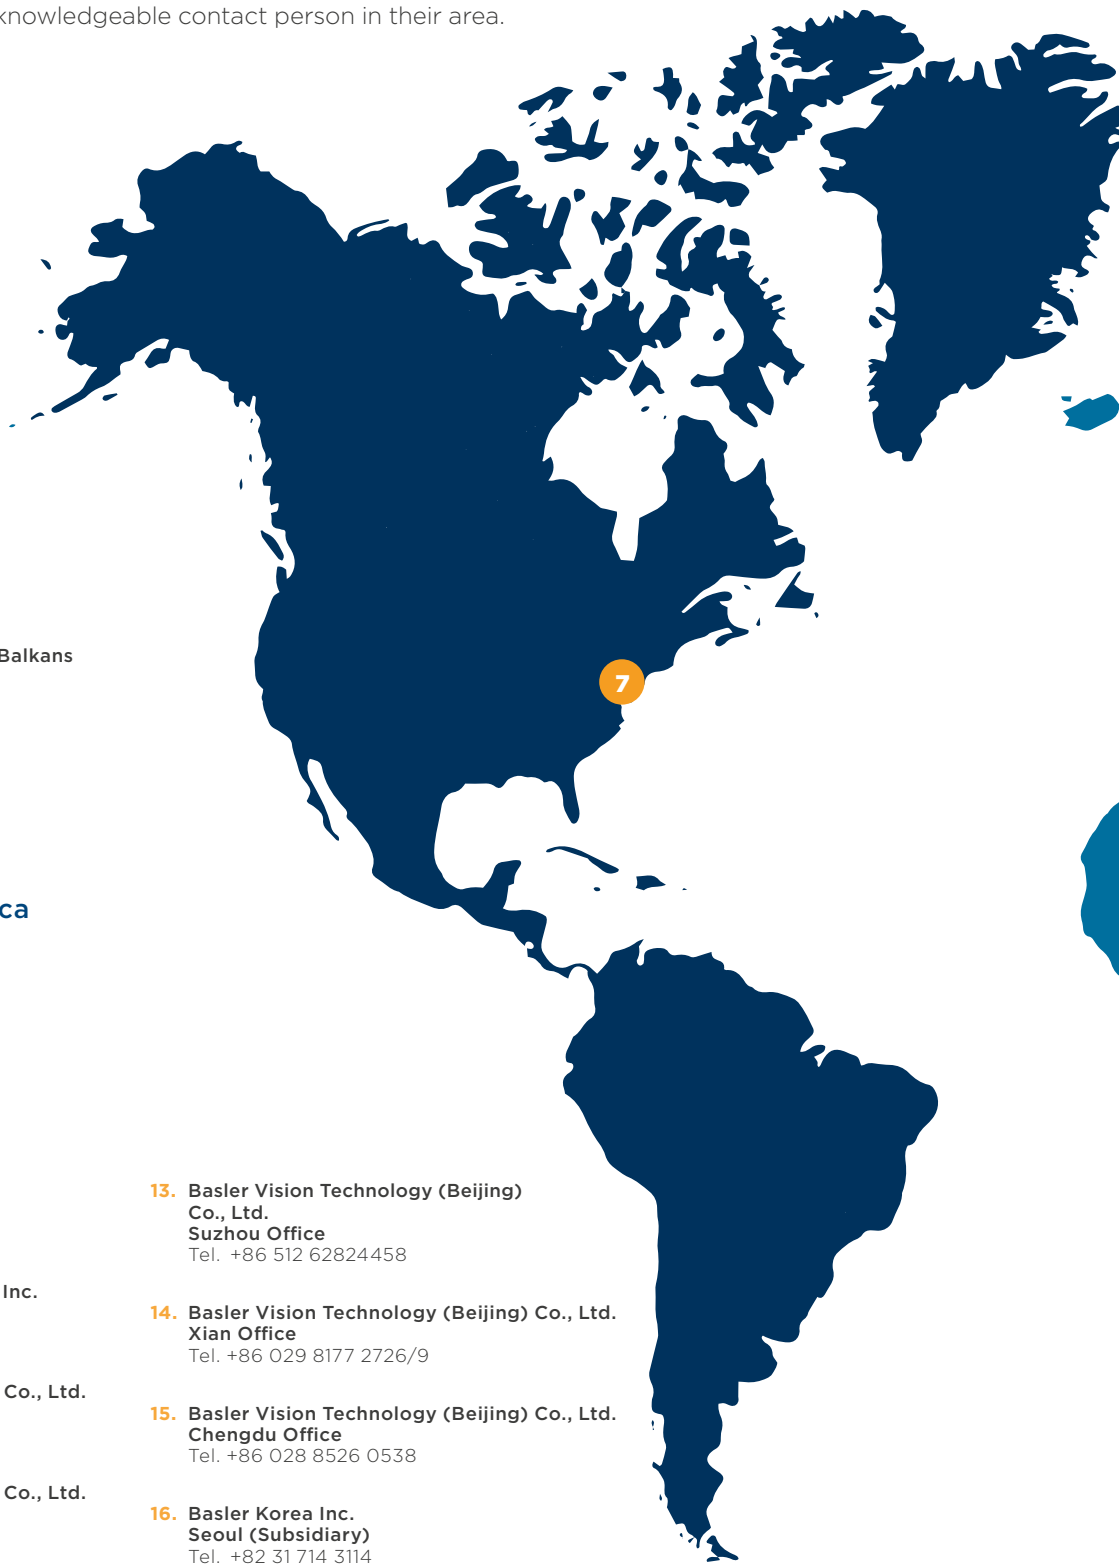 knowledgeable contact person in their area.
7
Balkans
ca
Inc.
Co., Ltd.
Co., Ltd.
13. Basler Vision Technology (Beijing)
Co., Ltd.
Suzhou Office
Tel. +86 512 62824458
14. Basler Vision Technology (Beijing) Co., Ltd.
Xian Office
Tel. +86 029 8177 2726/9
15. Basler Vision Technology (Beijing) Co., Ltd.
Chengdu Office
Tel. +86 028 8526 0538
16. Basler Korea Inc.
Seoul (Subsidiary)
Tel. +82 31 714 3114